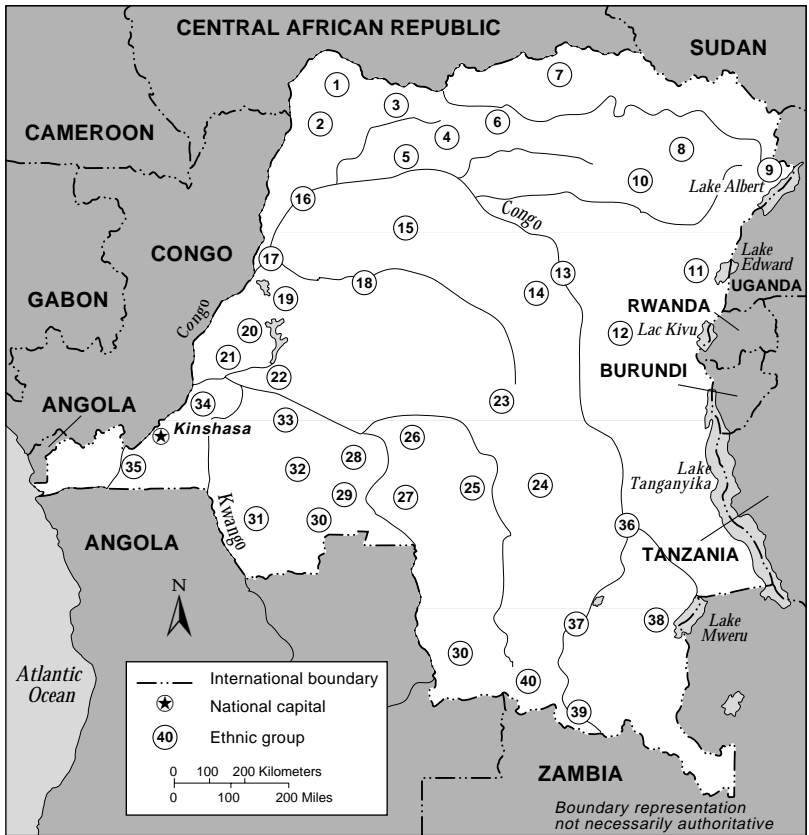 CENTRAL AFRICAN REPUBLIC
SUDAN
7
1
3
2
6
CAMEROON
4
8
5
9
10
Lake Albert
16
Congo
15
CONGO
17
Lake
Edward
11
13
18
UGANDA
GABON
19
14
RWANDA
Congo
20
12
Lac Kivu
21
BURUNDI
22
ANGOLA
34
23
33
Kinshasa
26
28
35
32
Lake
Tanganyika
29
27
25
24
Kwango
31
30
36
ANGOLA
TANZANIA
N
37
38
Lake
Mweru
30
Atlantic
Ocean
40
39
International boundary
National capital
40
Ethnic group
0 100 200 Kilometers
0 100 200 Miles
ZAMBIA
Boundary representation
not necessarily authoritative